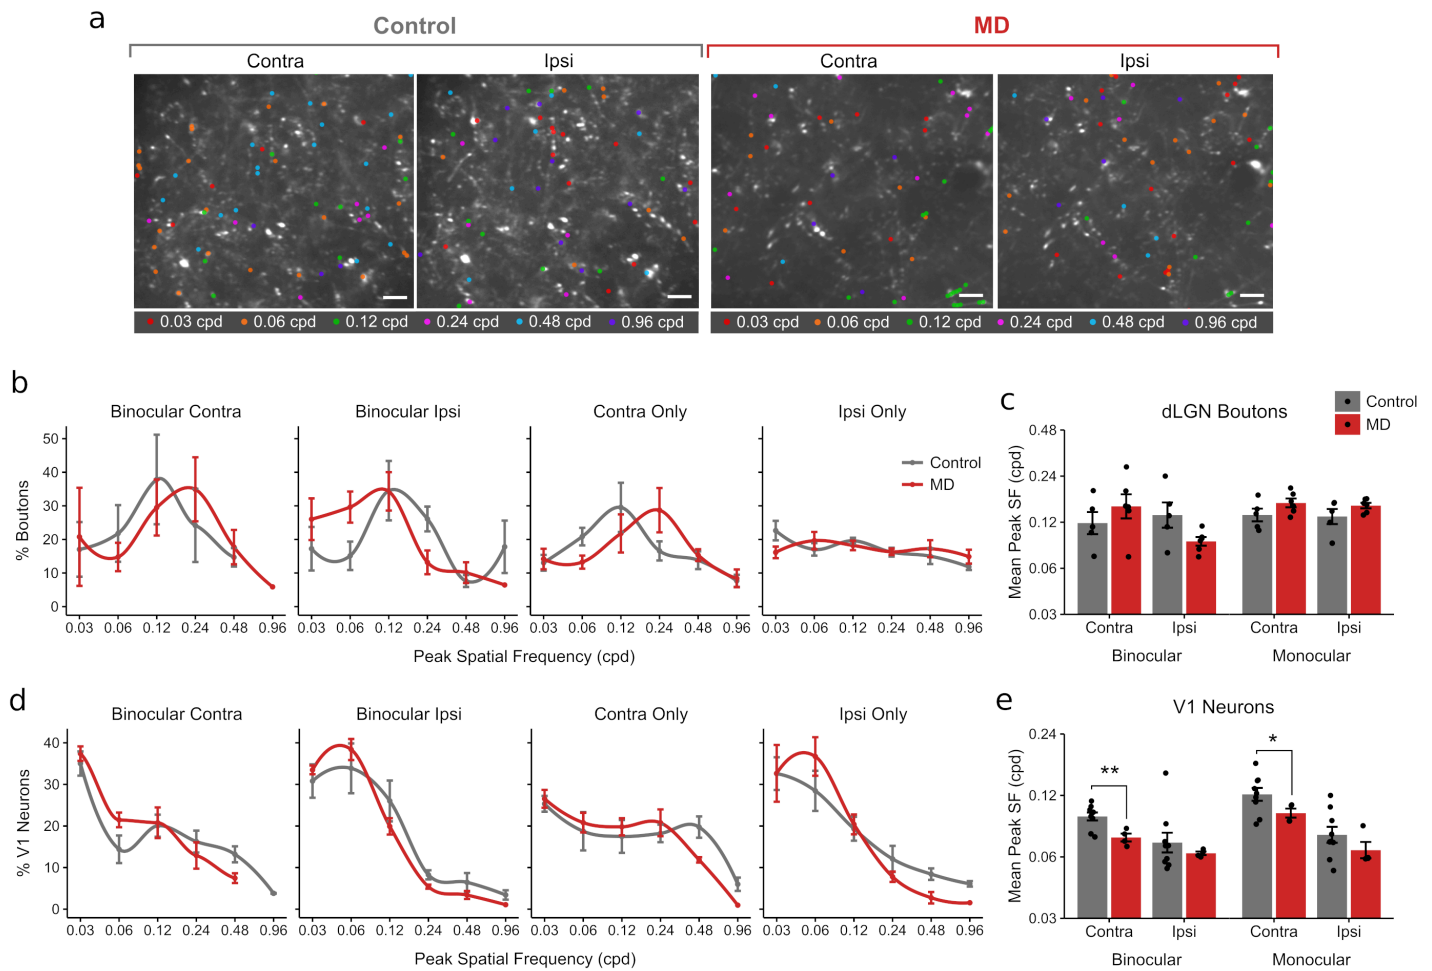 a
Control
MD
Contra
Ipsi
Contra
Ipsi
0.03 cpd 0.06 cpd 0.12 cpd 0.24 cpd 0.48 cpd 0.96 cpd
0.03 cpd 0.06 cpd 0.12 cpd 0.24 cpd 0.48 cpd 0.96 cpd
b
Binocular Contra
Binocular Ipsi
Contra Only
Ipsi Only
% Boutons
50
40
30
20
10
0
Control
MD
0.03 0.06 0.12 0.24 0.48 0.96
0.03 0.06 0.12 0.24 0.48 0.96
0.03 0.06 0.12 0.24 0.48 0.96
0.03 0.06 0.12 0.24 0.48 0.96
Peak Spatial Frequency (cpd)
c
dLGN Boutons
Control
MD
Mean Peak SF (cpd)
0.48
0.24
0.12
0.06
0.03
Contra Ipsi Contra Ipsi
Binocular Monocular
d
Binocular Contra
Binocular Ipsi
Contra Only
Ipsi Only
% V1 Neurons
40
30
20
10
0
0.03 0.06 0.12 0.24 0.48 0.96
0.03 0.06 0.12 0.24 0.48 0.96
0.03 0.06 0.12 0.24 0.48 0.96
0.03 0.06 0.12 0.24 0.48 0.96
Peak Spatial Frequency (cpd)
e
V1 Neurons
Mean Peak SF (cpd)
0.24
0.12
0.06
0.03
**
*
Contra Ipsi Contra Ipsi
Binocular Monocular